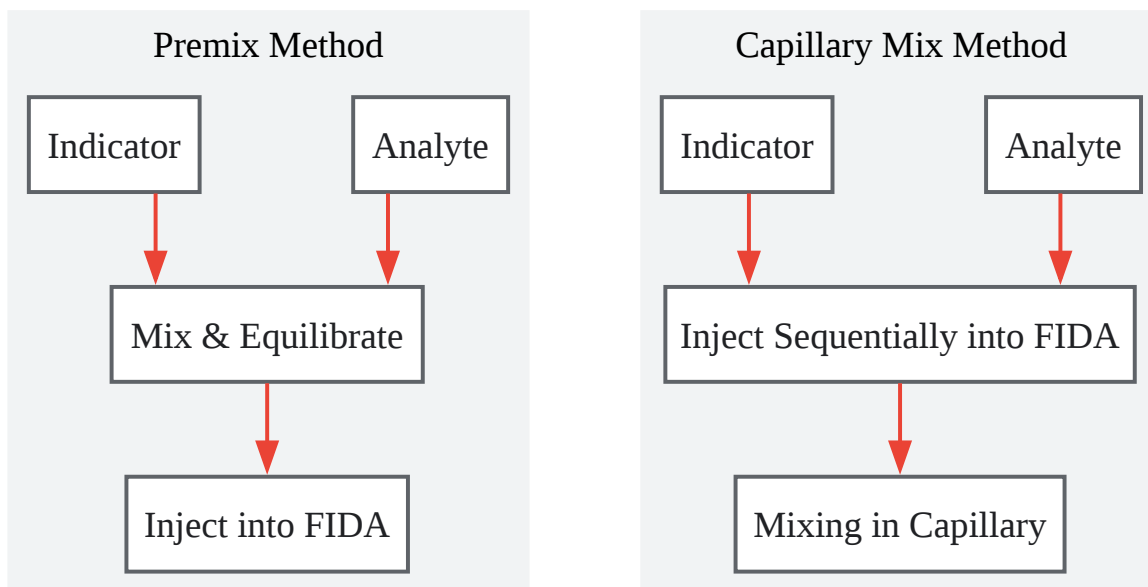 Premix Method
Indicator
Analyte
Mix & Equilibrate
Inject into FIDA
Capillary Mix Method
Indicator
Analyte
Inject Sequentially into FIDA
Mixing in Capillary